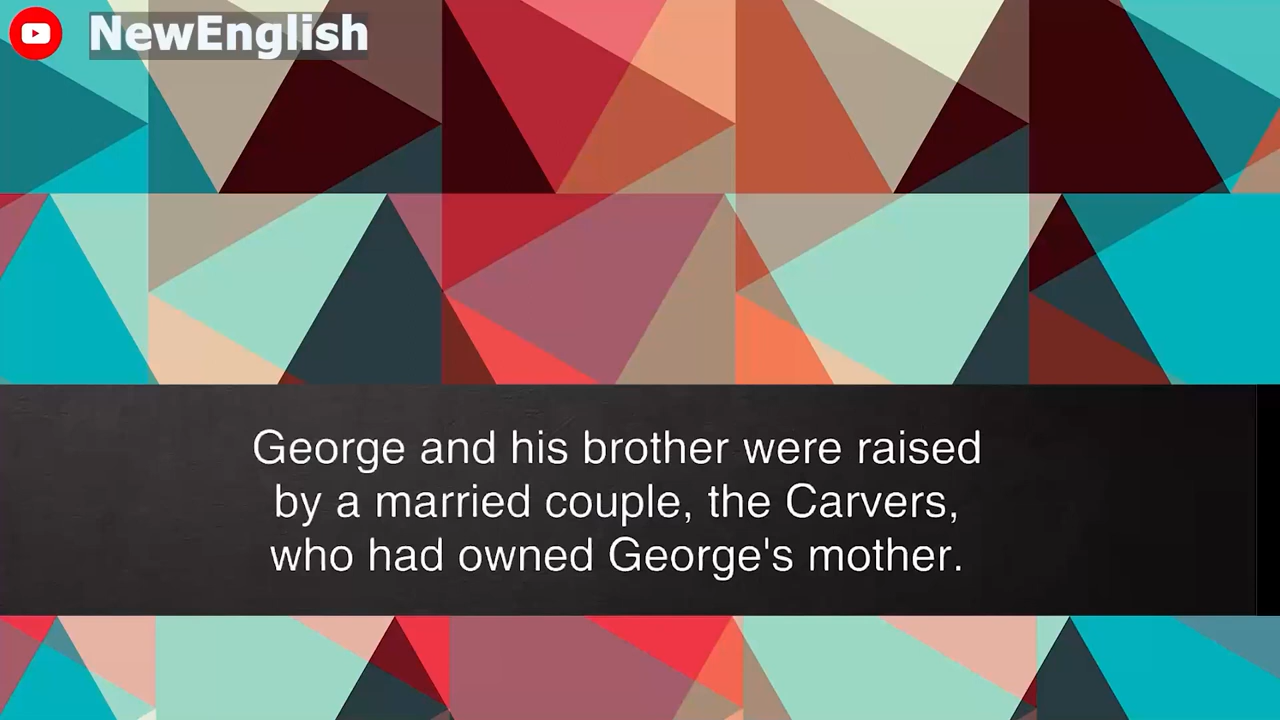 NewEnglish
George and his brother were raised
by a married couple, the Carvers,
who had owned George's mother.